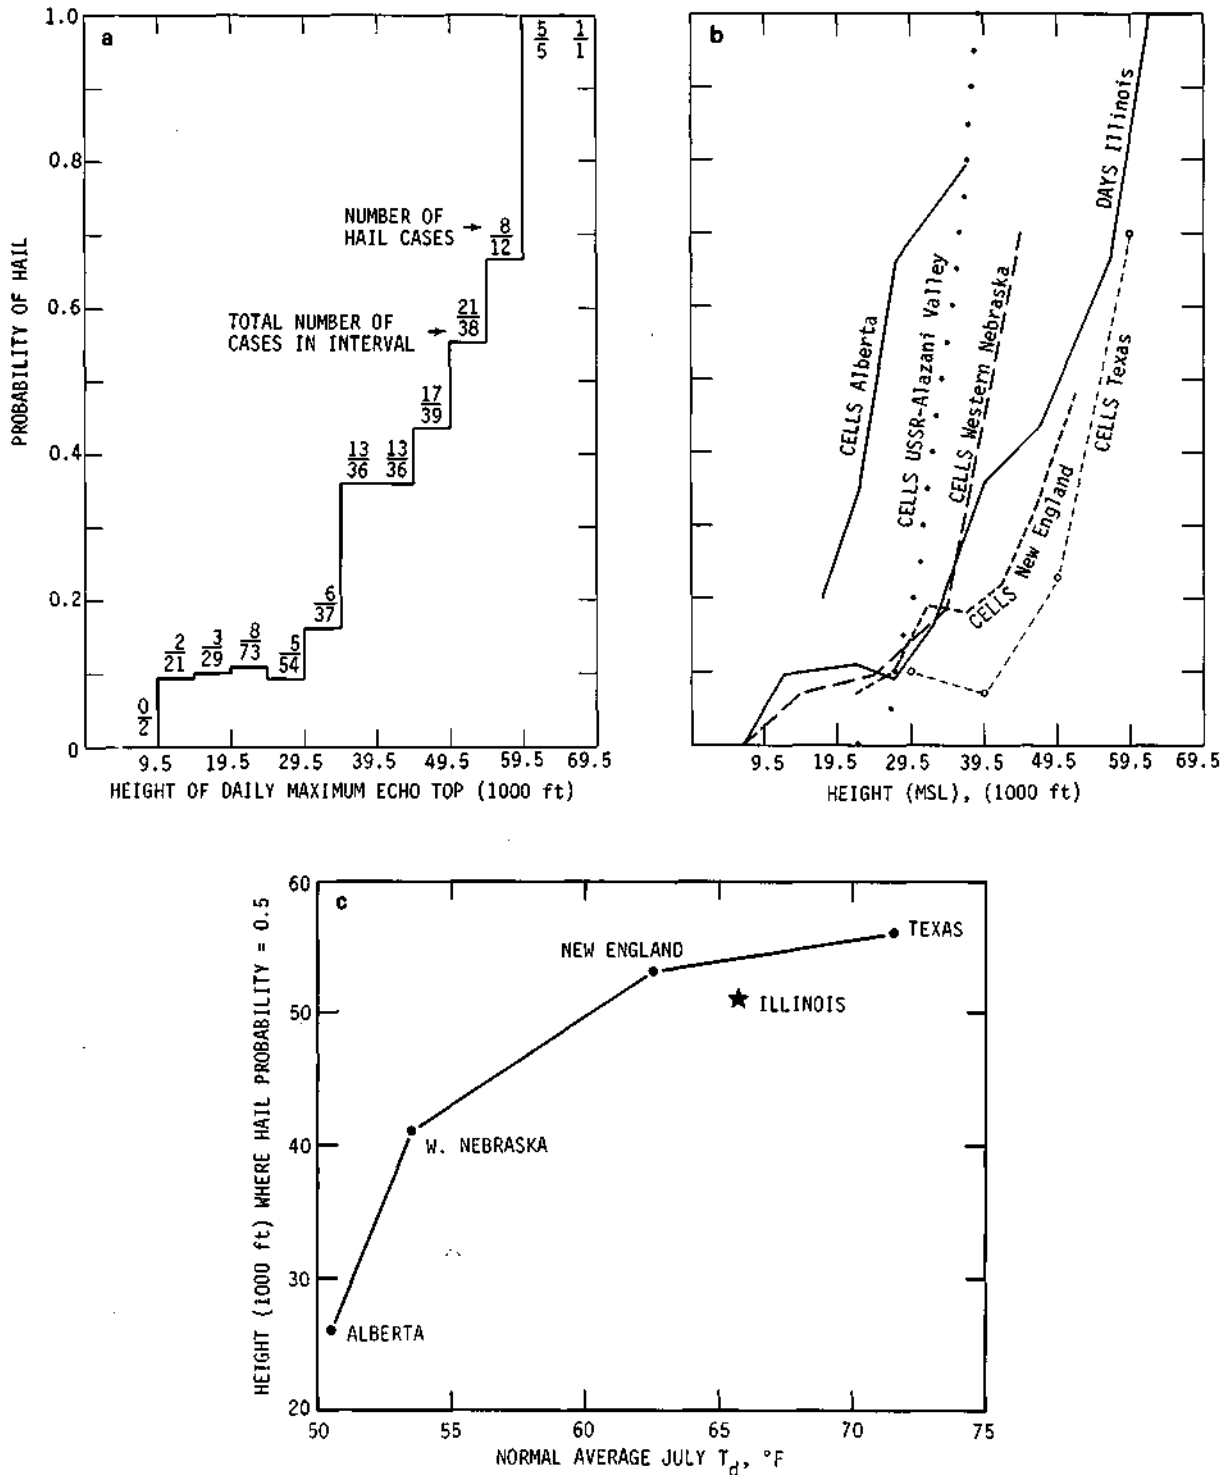 a
1.0
0.8
0.6
0.4
0.2
0
PROBABILITY OF HAIL
NUMBER OF
HAIL CASES
TOTAL NUMBER OF
CASES IN INTERVAL
0
2
2
21
3
29
8
73
5
54
6
37
13
36
13
36
17
39
21
38
8
12
5
5
1
1
9.5 19.5 29.5 39.5 49.5 59.5 69.5
HEIGHT OF DAILY MAXIMUM ECHO TOP (1000 ft)
b
CELLS Alberta
CELLS USSR-Alazani Valley
CELLS Western Nebraska
CELLS New England
CELLS Texas
DAYS Illinois
9.5 19.5 29.5 39.5 49.5 59.5 69.5
HEIGHT (MSL), (1000 ft)
c
60
50
40
30
20
HEIGHT (1000 ft) WHERE HAIL PROBABILITY = 0.5
NEW ENGLAND
TEXAS
ILLINOIS
W. NEBRASKA
ALBERTA
50 55 60 65 70 75
NORMAL AVERAGE JULY Td, °F